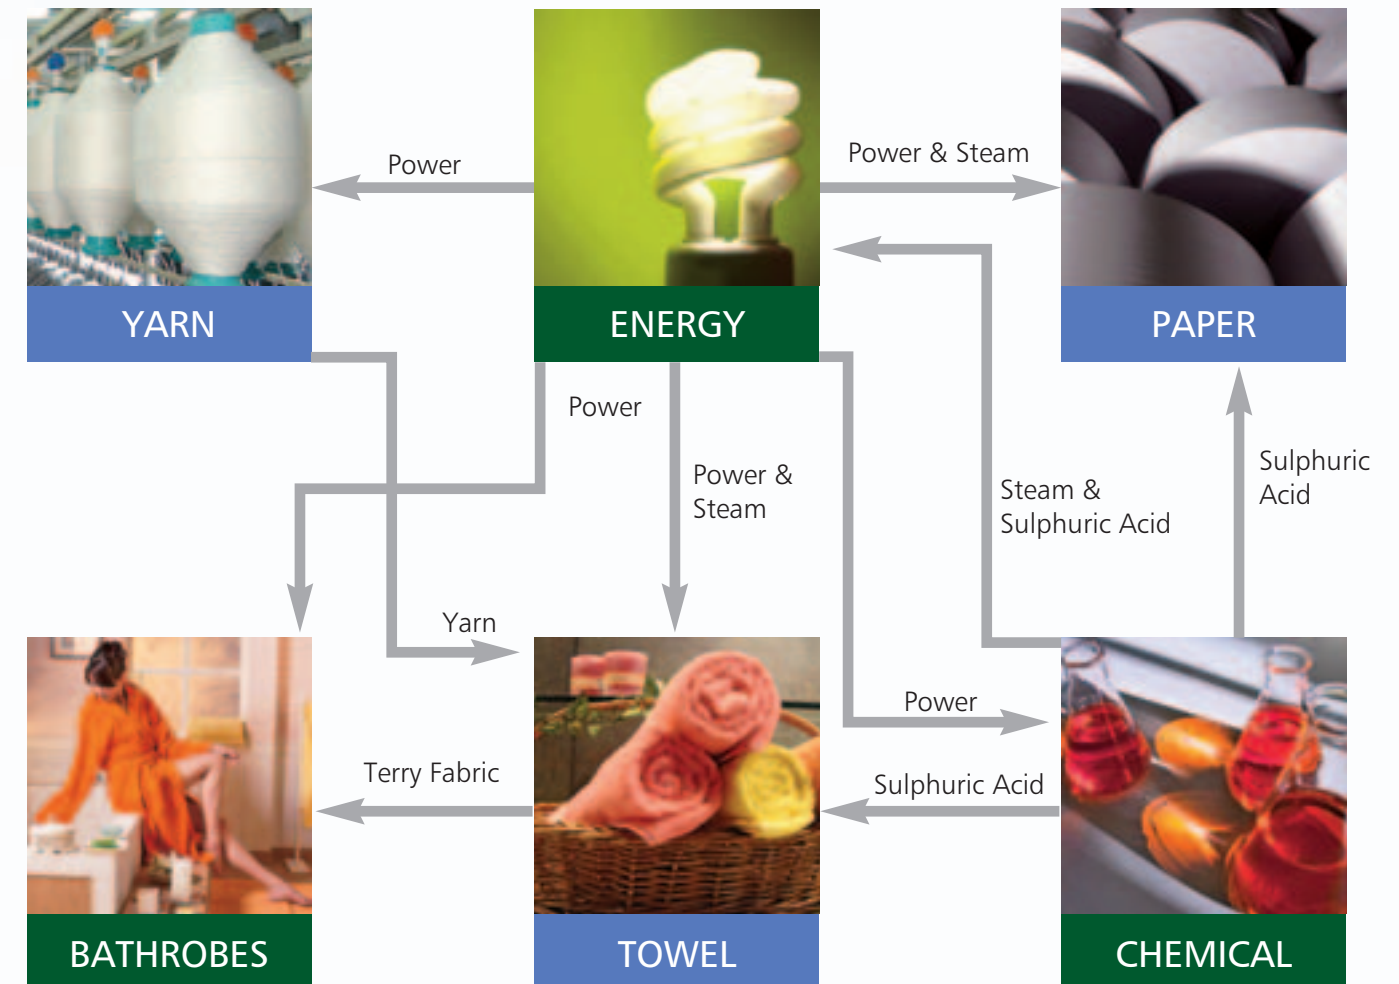 Power
Power & Steam
YARN
ENERGY
PAPER
Power
Power &
Steam
Steam &
Sulphuric Acid
Sulphuric
Acid
Yarn
Power
Terry Fabric
Sulphuric Acid
BATHROBES
TOWEL
CHEMICAL